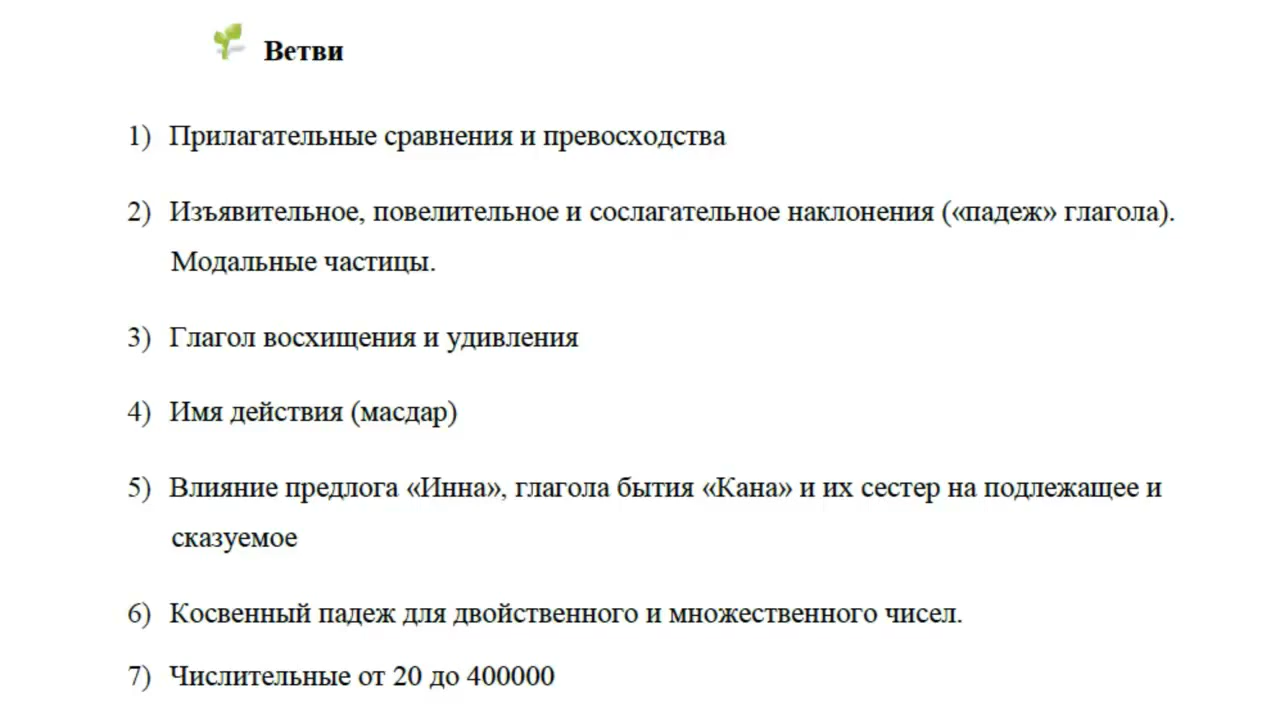 Ветви
1) Прилагательные сравнения и превосходства
2) Изъявительное, повелительное и сослагательное наклонения («падеж» глагола).
Модальные частицы.
3) Глагол восхищения и удивления
4) Имя действия (масдар)
5) Влияние предлога «Инна», глагола бытия «Кана» и их сестер на подлежащее и
сказуемое
6) Косвенный падеж для двойственного и множественного чисел.
7) Числительные от 20 до 400000